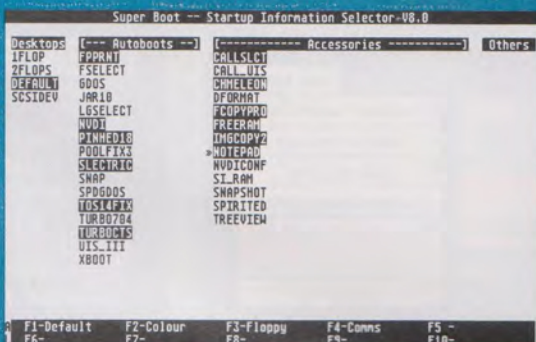 Super Boot -- Startup Information Selector-V8.0
Desktops [--- Autoboots --] [------------ Accessories -----------] Others
1FLOP FPPRNT CALLSLCT
2FLOPS FSELECT CALL_UIS
DEFAULT GDOS CHMELEON
SCSIDEV JAR18 DFORMAT
LGSELECT FCOPYPRO
NVDI FREERAM
PINHED18 IMGCOPY2
POOLFIX3 »NOTEPAD
SLECTRIC NVDICONF
SNAP SI_RAM
SPDGDOS SNAPSHOT
TOS14FIX SPIRITED
TURBO704 TREEVIEW
TURBOCTS
UIS_III
XBOOT
F1-Default F2-Colour F3-Floppy F4-Comms F5 -
F6- F7- F8- F9- F10-